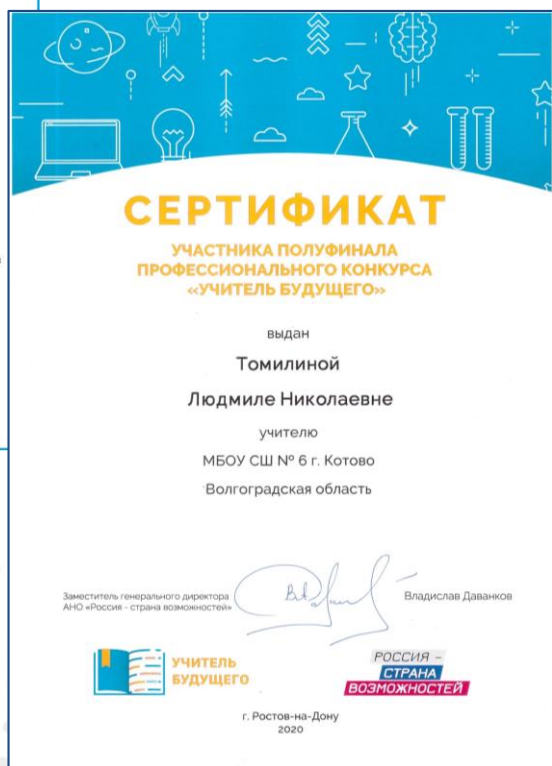 СЕРТИФИКАТ
УЧАСТНИКА ПОЛУФИНАЛА
ПРОФЕССИОНАЛЬНОГО КОНКУРСА
«УЧИТЕЛЬ БУДУЩЕГО»
выдан
Томилиной
Людмиле Николаевне
учителю
МБОУ СШ № 6 г. Котово
Волгоградская область
Заместитель генерального директора
АНО «Россия - страна возможностей»
Владислав Даванков
УЧИТЕЛЬ
БУДУЩЕГО
РОССИЯ –
СТРАНА
ВОЗМОЖНОСТЕЙ
г. Ростов-на-Дону
2020